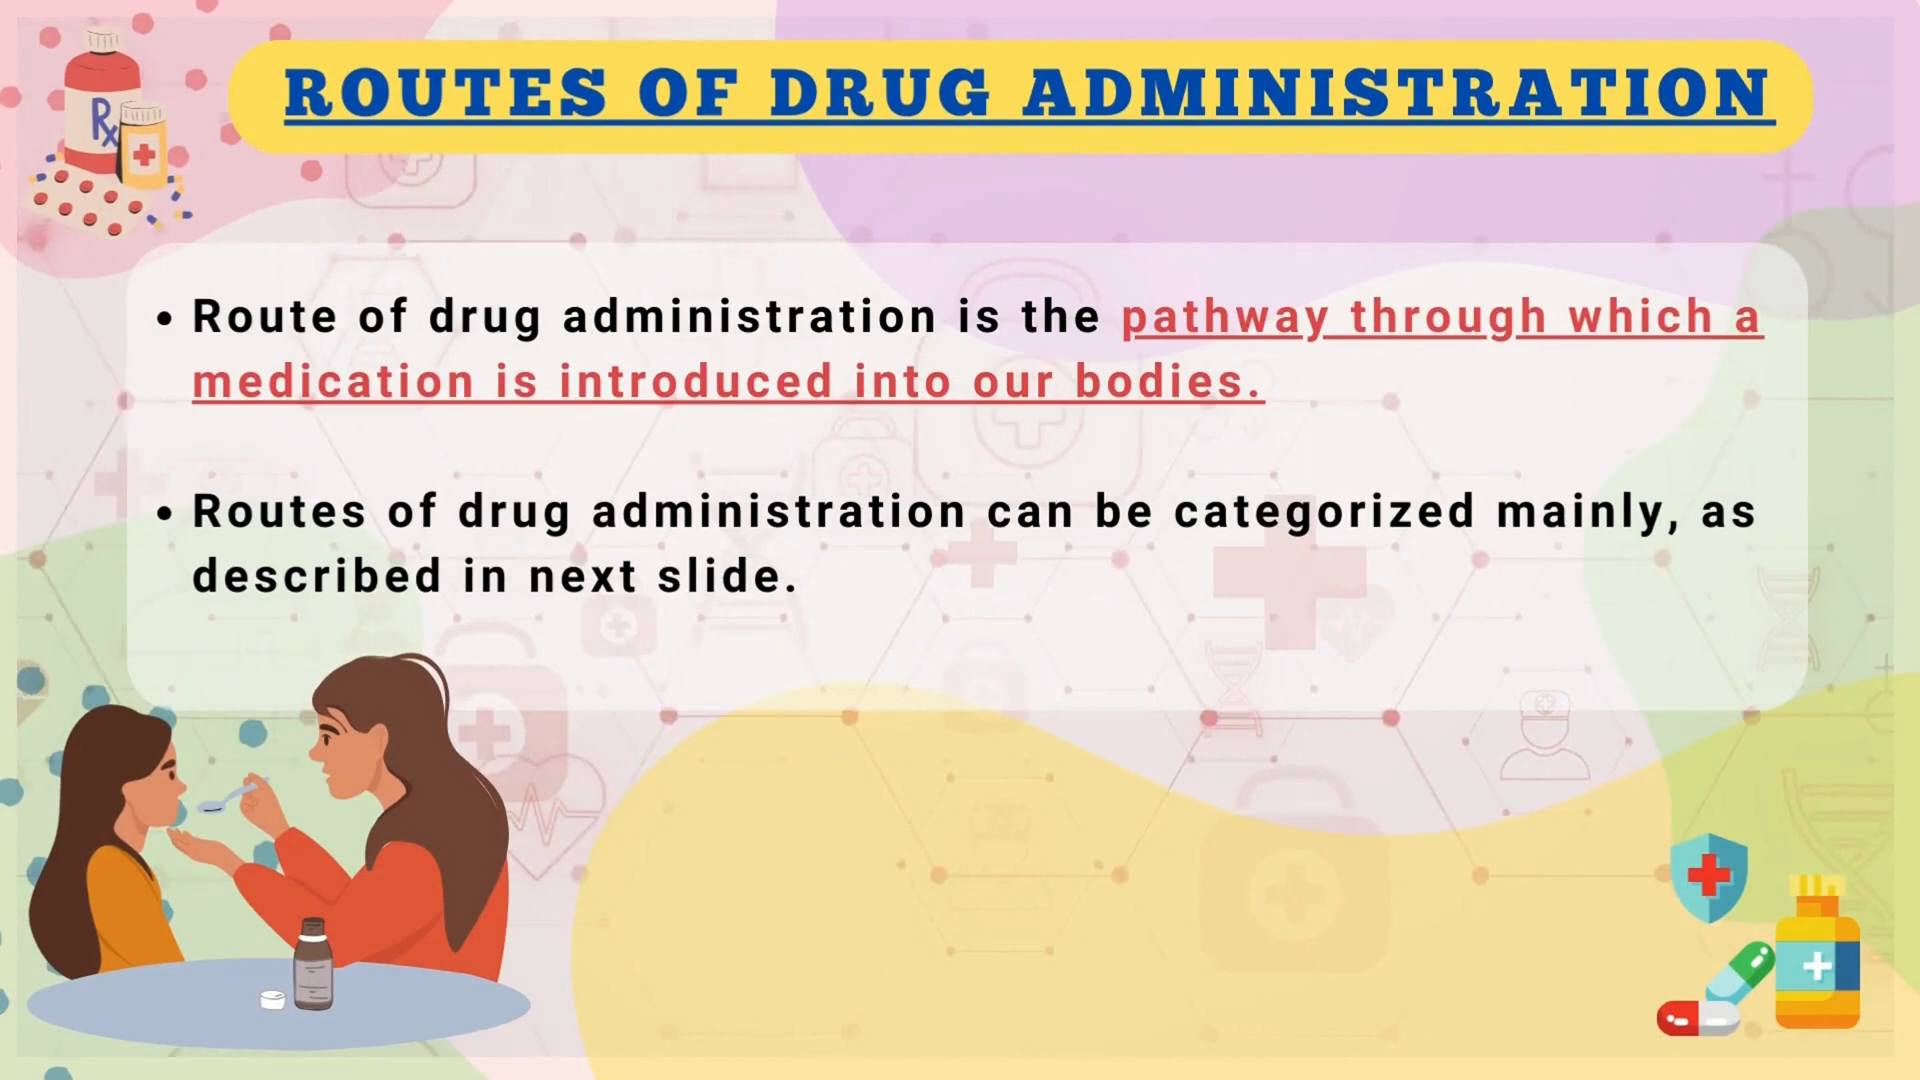 Rx
ROUTES OF DRUG ADMINISTRATION
• Route of drug administration is the pathway through which a
medication is introduced into our bodies.
• Routes of drug administration can be categorized mainly, as
described in next slide.